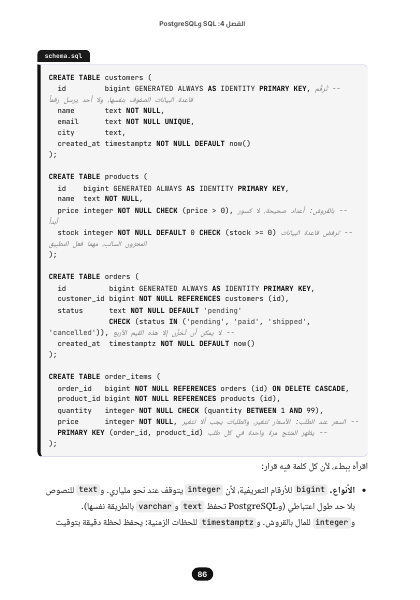 الفصل 4: SQL وPostgreSQL
schema.sql
CREATE TABLE customers (
id bigint GENERATED ALWAYS AS IDENTITY PRIMARY KEY, -- ترقّم
قاعدة البيانات الصفوف بنفسها، ولا أحد يرسل رقماً
name text NOT NULL,
email text NOT NULL UNIQUE,
city text,
created_at timestamptz NOT NULL DEFAULT now()
);
CREATE TABLE products (
id bigint GENERATED ALWAYS AS IDENTITY PRIMARY KEY,
name text NOT NULL,
price integer NOT NULL CHECK (price > 0), -- بالقروش: أعداد صحيحة، لا كسور
أبداً
stock integer NOT NULL DEFAULT 0 CHECK (stock >= 0) -- ترفض قاعدة البيانات
المخزون السالب، مهما فعل التطبيق
);
CREATE TABLE orders (
id bigint GENERATED ALWAYS AS IDENTITY PRIMARY KEY,
customer_id bigint NOT NULL REFERENCES customers (id),
status text NOT NULL DEFAULT 'pending'
CHECK (status IN ('pending', 'paid', 'shipped',
'cancelled')), -- لا يمكن أن تُخزَّن إلا هذه القيم الأربع
created_at timestamptz NOT NULL DEFAULT now()
);
CREATE TABLE order_items (
order_id bigint NOT NULL REFERENCES orders (id) ON DELETE CASCADE,
product_id bigint NOT NULL REFERENCES products (id),
quantity integer NOT NULL CHECK (quantity BETWEEN 1 AND 99),
price integer NOT NULL, -- السعر عند الطلب: الأسعار تتغير، والطلبات يجب ألا تتغير
PRIMARY KEY (order_id, product_id) -- يظهر المنتج مرة واحدة في كل طلب
);
اقرأه ببطء، لأن كل كلمة فيه قرار:
• الأنواع. bigint للأرقام التعريفية، لأن integer يتوقف عند نحو ملياري. و text للنصوص
بلا حد طول اعتباطي (وPostgreSQL تحفظ text و varchar بالطريقة نفسها).
و integer للمال بالقروش. و timestamptz للحظات الزمنية: يحفظ لحظة دقيقة بتوقيت
86